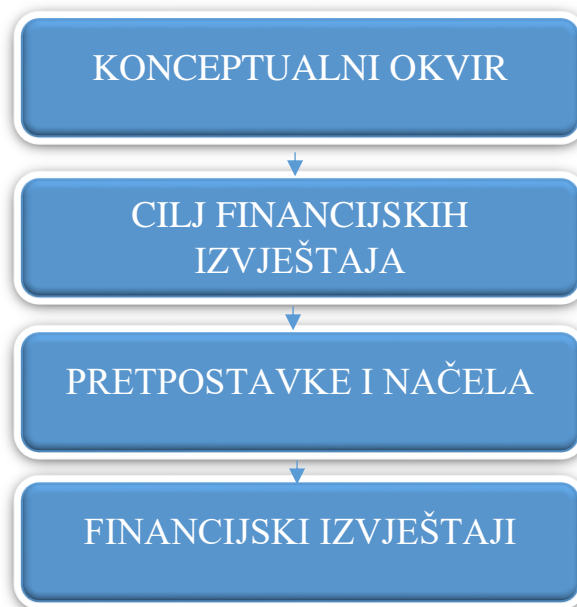 KONCEPTUALNI OKVIR
CILJ FINANCIJSKIH
IZVJEŠTAJA
PRETPOSTAVKE I NAČELA
FINANCIJSKI IZVJEŠTAJI